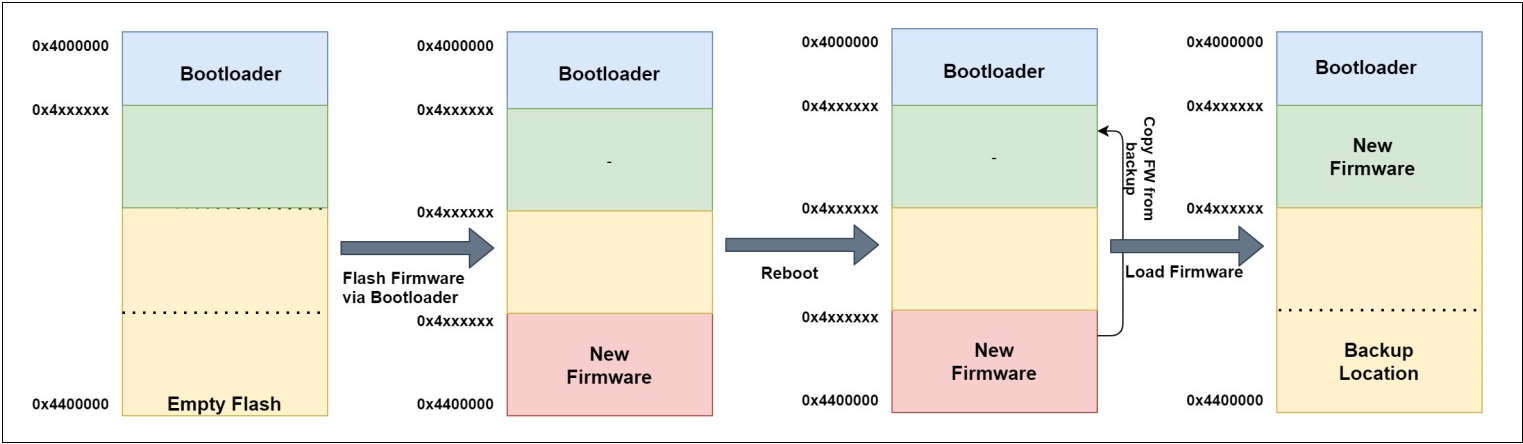 0x4000000
Bootloader
0x4xxxxxx
Empty Flash
0x4400000
Flash Firmware
via Bootloader
0x4000000
Bootloader
0x4xxxxxx
-
0x4xxxxxx
0x4xxxxxx
New
Firmware
0x4400000
Reboot
0x4000000
Bootloader
0x4xxxxxx
-
0x4xxxxxx
0x4xxxxxx
New
Firmware
0x4400000
Copy FW from
backup
Load Firmware
0x4000000
Bootloader
0x4xxxxxx
New
Firmware
0x4xxxxxx
Backup
Location
0x4400000